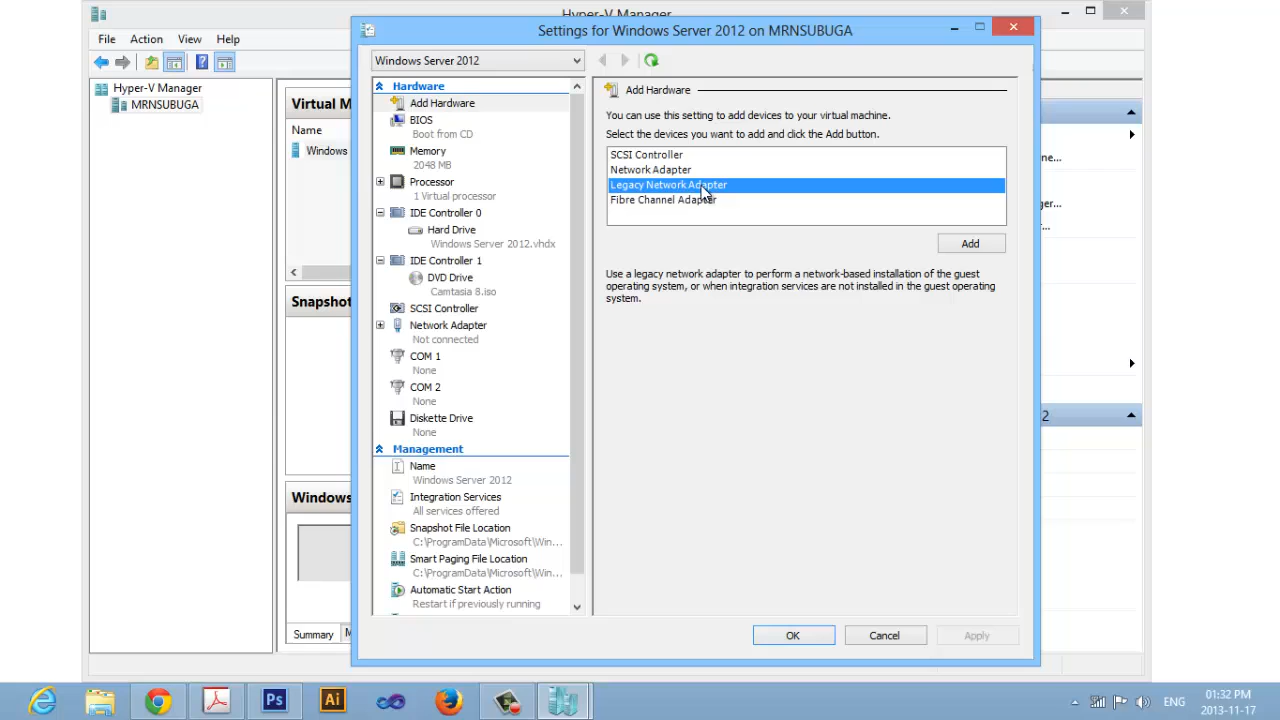 Hyper-V Manager
File Action View Help
Hyper-V Manager
MRNSUBUGA
Virtual M
Name
Windows
Snapshot
Windows
Summary
Settings for Windows Server 2012 on MRNSUBUGA
Windows Server 2012
Hardware
Add Hardware
BIOS
Boot from CD
Memory
2048 MB
Processor
1 Virtual processor
IDE Controller 0
Hard Drive
Windows Server 2012.vhdx
IDE Controller 1
DVD Drive
Camtasia 8.iso
SCSI Controller
Network Adapter
Not connected
COM 1
None
COM 2
None
Diskette Drive
None
Management
Name
Windows Server 2012
Integration Services
All services offered
Snapshot File Location
C:\ProgramData\Microsoft\Win...
Smart Paging File Location
C:\ProgramData\Microsoft\Win...
Automatic Start Action
Restart if previously running
Add Hardware
You can use this setting to add devices to your virtual machine.
Select the devices you want to add and click the Add button.
SCSI Controller
Network Adapter
Legacy Network Adapter
Fibre Channel Adapter
Add
Use a legacy network adapter to perform a network-based installation of the guest
operating system, or when integration services are not installed in the guest operating
system.
OK Cancel Apply
ne...
ger...
2
Ps Ai
ENG
01:32 PM
2013-11-17